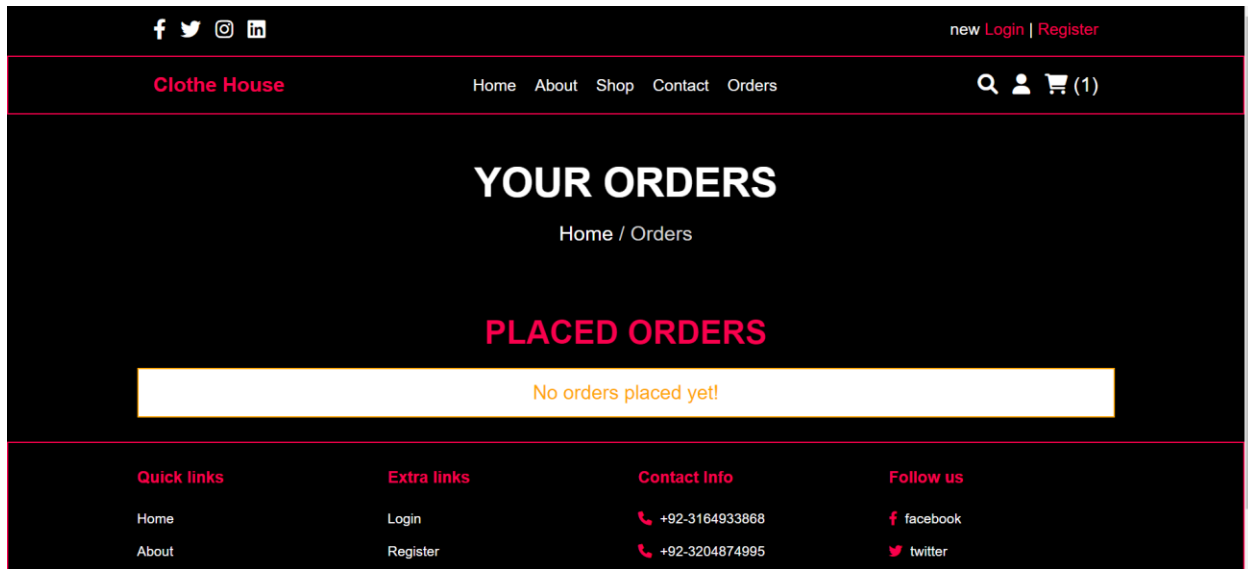 new Login | Register
Clothe House Home About Shop Contact Orders (1)
YOUR ORDERS
Home / Orders
PLACED ORDERS
No orders placed yet!
Quick links Extra links Contact Info Follow us
Home Login +92-3164933868 facebook
About Register +92-3204874995 twitter